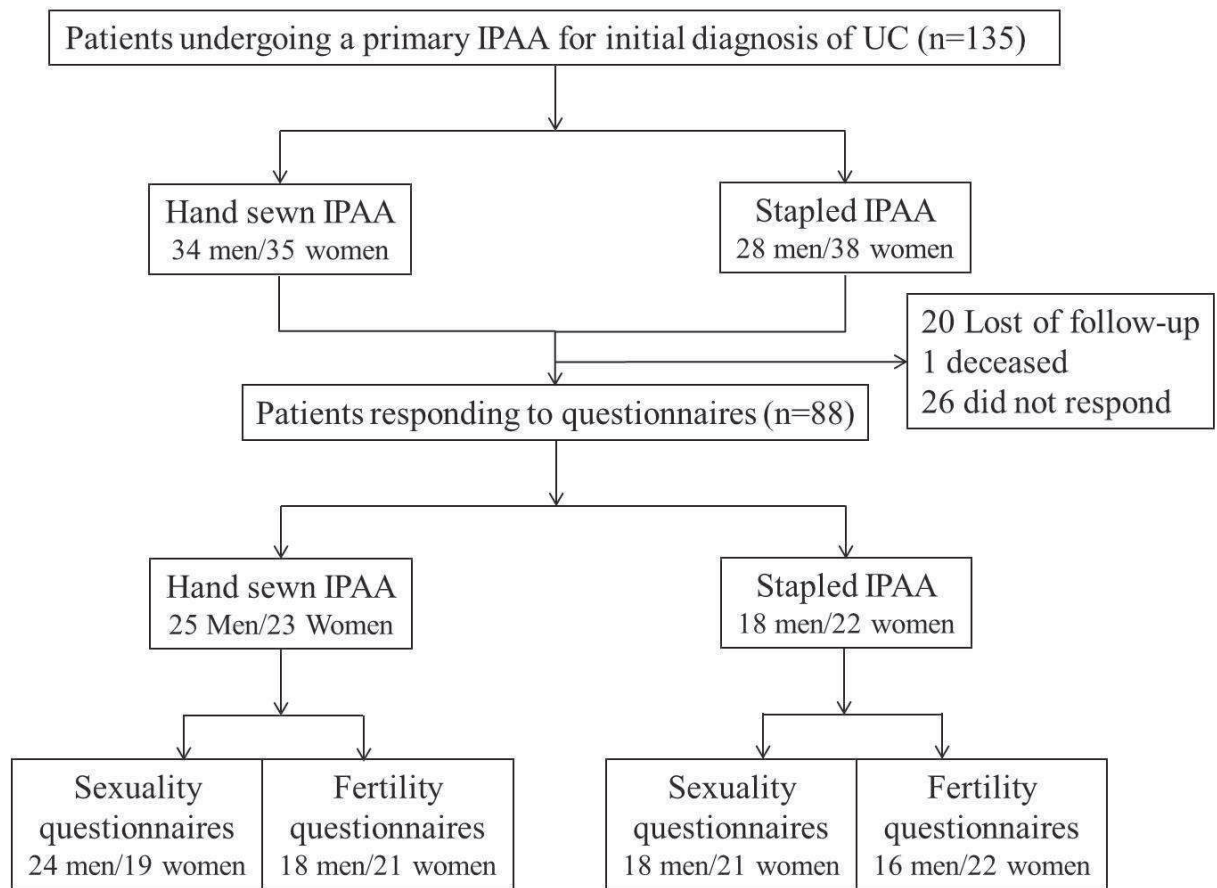 Patients undergoing a primary IPAA for initial diagnosis of UC (n=135)
Hand sewn IPAA
34 men/35 women
Stapled IPAA
28 men/38 women
20 Lost of follow-up
1 deceased
26 did not respond
Patients responding to questionnaires (n=88)
Hand sewn IPAA
25 Men/23 Women
Stapled IPAA
18 men/22 women
Sexuality
questionnaires
24 men/19 women
Fertility
questionnaires
18 men/21 women
Sexuality
questionnaires
18 men/21 women
Fertility
questionnaires
16 men/22 women